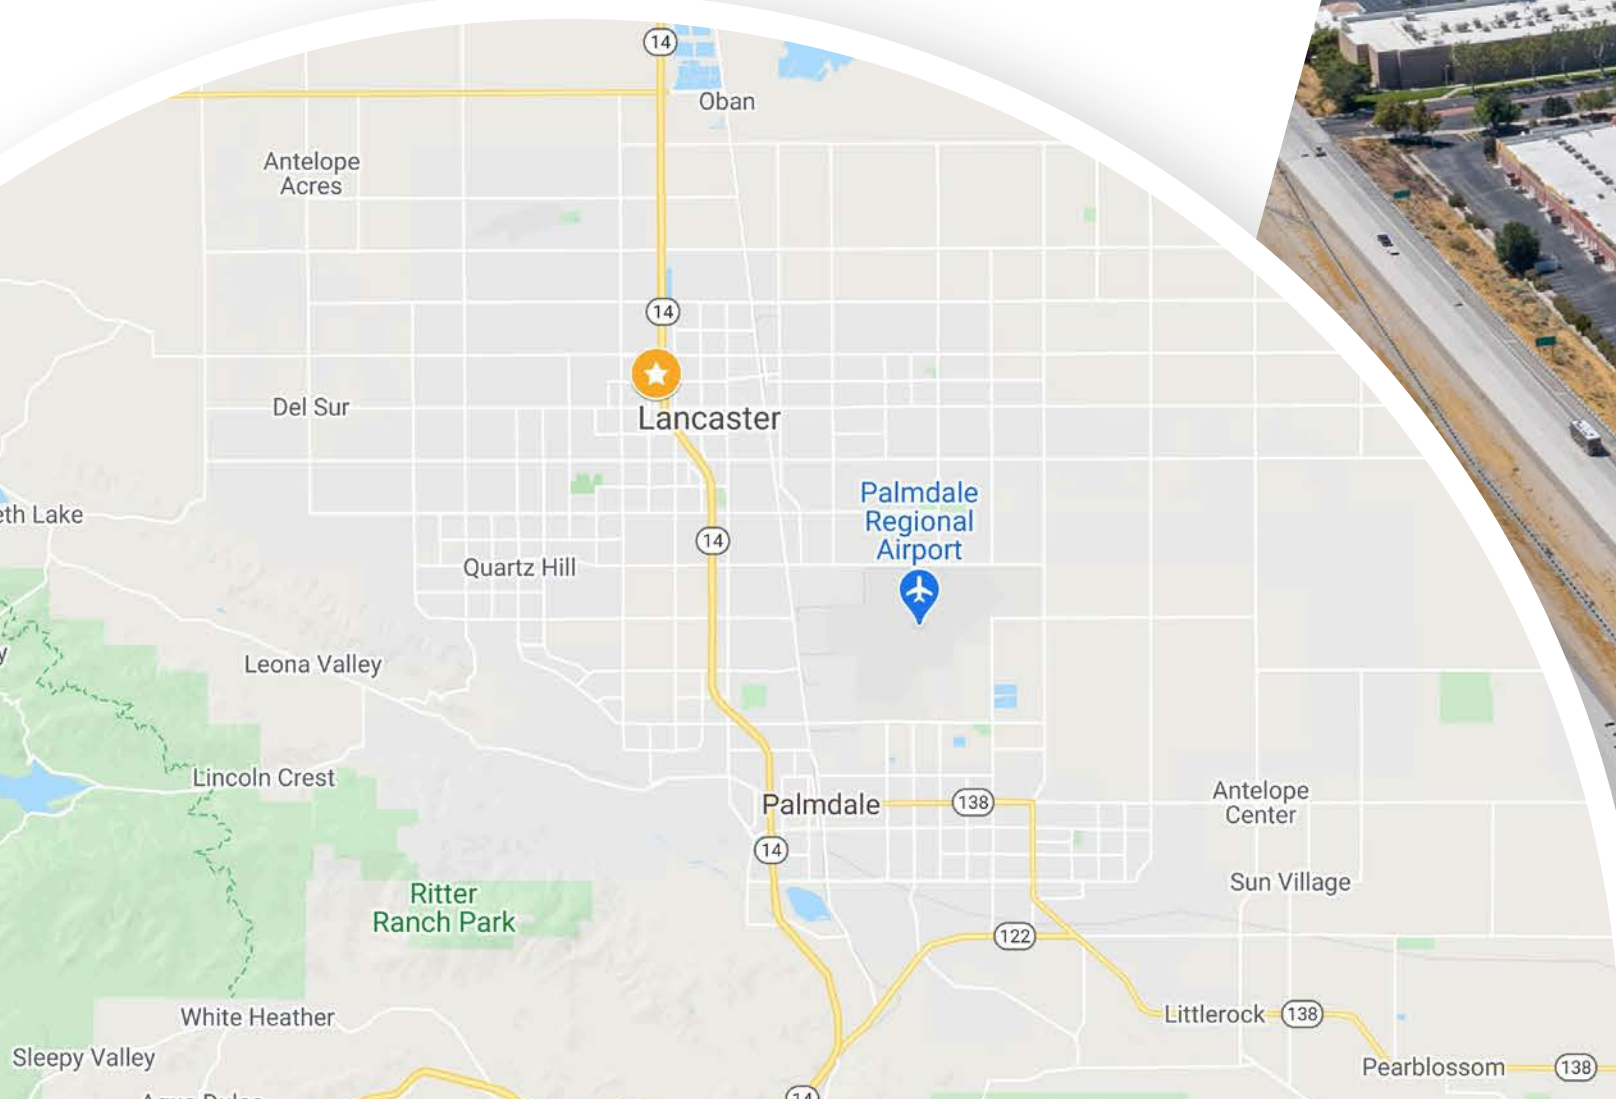 14
Oban
Antelope
Acres
14
Lancaster
Del Sur
Palmdale
Regional
Airport
eth Lake
14
Quartz Hill
y
Leona Valley
Lincoln Crest
Palmdale
138
Antelope
Center
14
Sun Village
Ritter
Ranch Park
122
White Heather
Littlerock
138
Sleepy Valley
Pearblossom
138
14